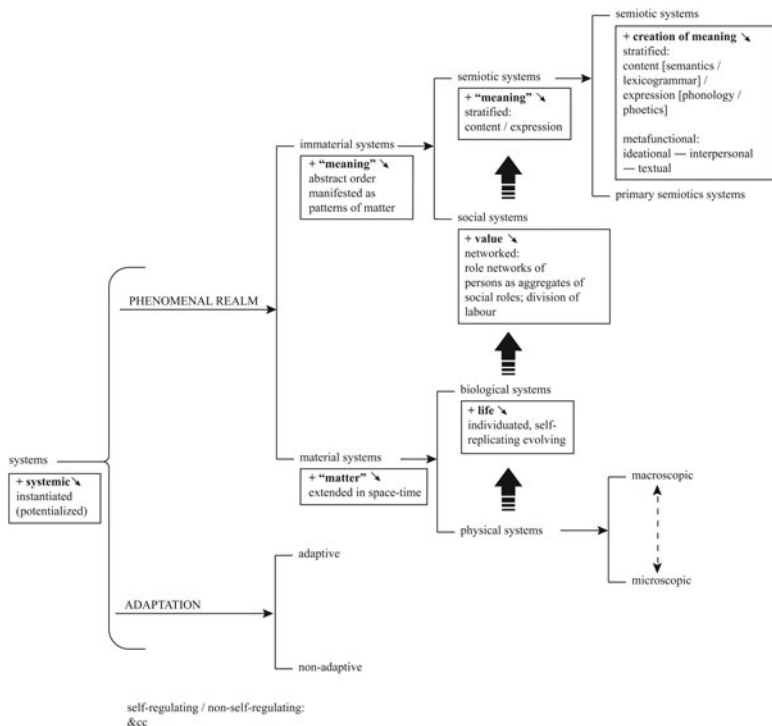 semiotic systems
+ creation of meaning ↘
stratified:
content [semantics /
lexicogrammar] /
expression [phonology /
phoetics]
metafunctional:
ideational — interpersonal
— textual
primary semiotics systems
semiotic systems
+ “meaning” ↘
stratified:
content / expression
immaterial systems
+ “meaning” ↘
abstract order
manifested as
patterns of matter
social systems
+ value ↘
networked:
role networks of
persons as aggregates of
social roles; division of
labour
PHENOMENAL REALM
biological systems
+ life ↘
individuated, self-
replicating evolving
material systems
+ “matter” ↘
extended in space-time
systems
+ systemic↘
instantiated
(potentialized)
physical systems
macroscopic
microscopic
ADAPTATION
adaptive
non-adaptive
self-regulating / non-self-regulating:
&cc